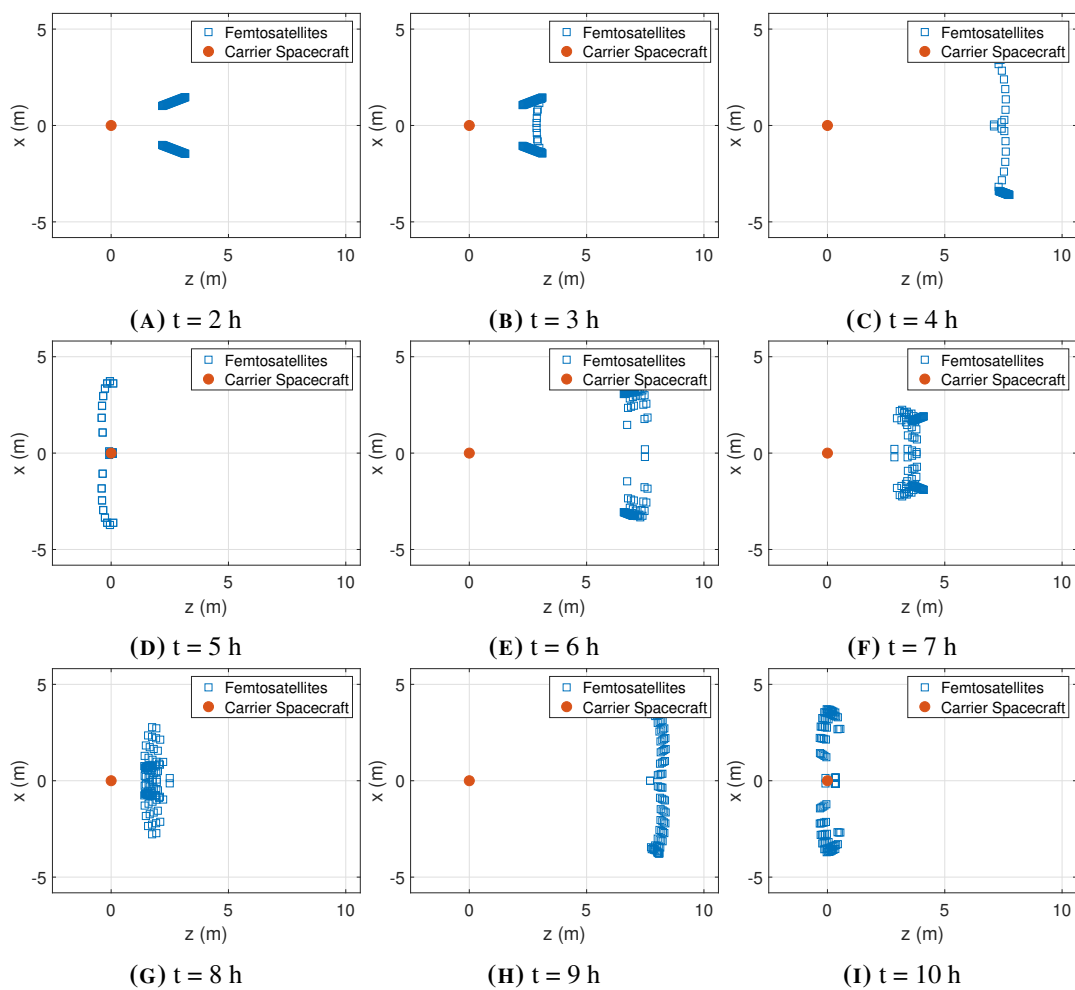 5
0
-5
x (m)
0
5
10
z (m)
Femtosatellites
Carrier Spacecraft
(A) t = 2 h
5
0
-5
x (m)
0
5
10
z (m)
Femtosatellites
Carrier Spacecraft
(B) t = 3 h
5
0
-5
x (m)
0
5
10
z (m)
Femtosatellites
Carrier Spacecraft
(C) t = 4 h
5
0
-5
x (m)
0
5
10
z (m)
Femtosatellites
Carrier Spacecraft
(D) t = 5 h
5
0
-5
x (m)
0
5
10
z (m)
Femtosatellites
Carrier Spacecraft
(E) t = 6 h
5
0
-5
x (m)
0
5
10
z (m)
Femtosatellites
Carrier Spacecraft
(F) t = 7 h
5
0
-5
x (m)
0
5
10
z (m)
Femtosatellites
Carrier Spacecraft
(G) t = 8 h
5
0
-5
x (m)
0
5
10
z (m)
Femtosatellites
Carrier Spacecraft
(H) t = 9 h
5
0
-5
x (m)
0
5
10
z (m)
Femtosatellites
Carrier Spacecraft
(I) t = 10 h